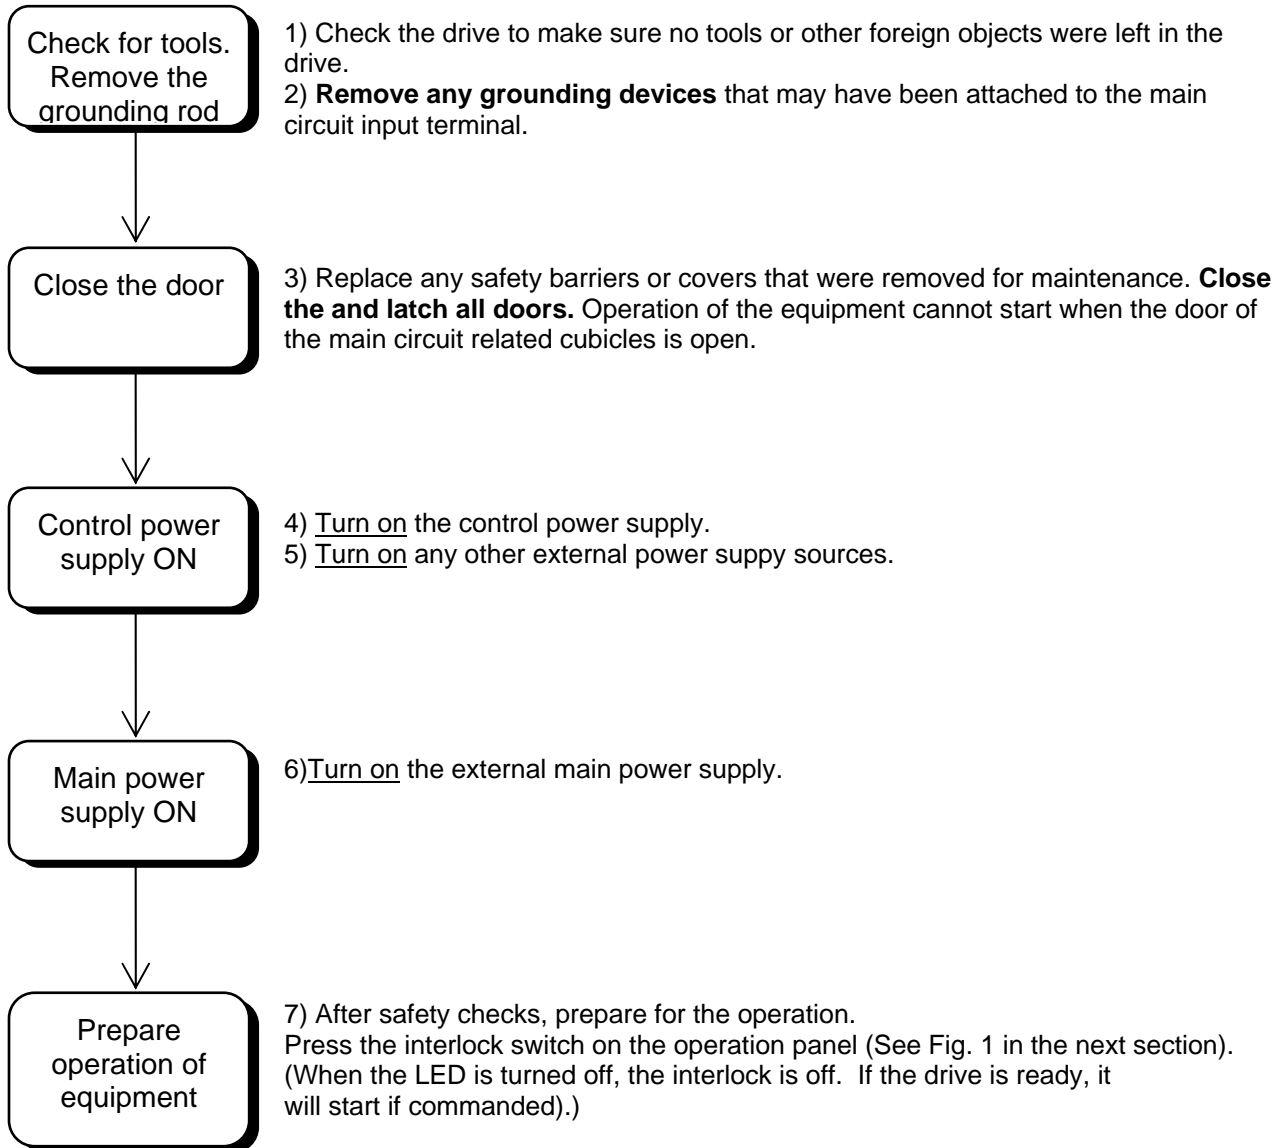 Check for tools.
Remove the
grounding rod
1) Check the drive to make sure no tools or other foreign objects were left in the
drive.
2) Remove any grounding devices that may have been attached to the main
circuit input terminal.
Close the door
3) Replace any safety barriers or covers that were removed for maintenance. Close
the and latch all doors. Operation of the equipment cannot start when the door of
the main circuit related cubicles is open.
Control power
supply ON
4) Turn on the control power supply.
5) Turn on any other external power suppy sources.
Main power
supply ON
6)Turn on the external main power supply.
Prepare
operation of
equipment
7) After safety checks, prepare for the operation.
Press the interlock switch on the operation panel (See Fig. 1 in the next section).
(When the LED is turned off, the interlock is off.  If the drive is ready, it
will start if commanded).)